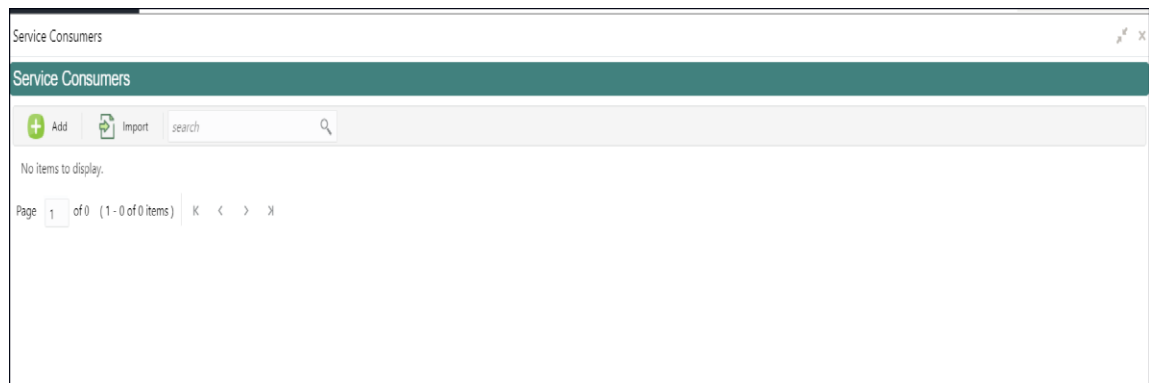 Service Consumers
Service Consumers
Add Import search
No items to display.
Page 1 of 0 ( 1 - 0 of 0 items )